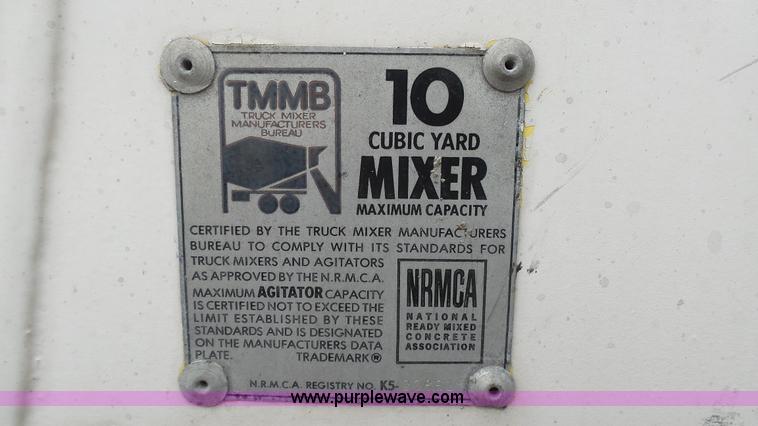 TMMB
TRUCK MIXER
MANUFACTURERS
BUREAU
10
CUBIC YARD
MIXER
MAXIMUM CAPACITY
CERTIFIED BY THE TRUCK MIXER MANUFACTURERS
BUREAU TO COMPLY WITH ITS STANDARDS FOR
TRUCK MIXERS AND AGITATORS
AS APPROVED BY THE N.R.M.C.A.
MAXIMUM AGITATOR CAPACITY
IS CERTIFIED NOT TO EXCEED THE
LIMIT ESTABLISHED BY THESE
STANDARDS AND IS DESIGNATED
ON THE MANUFACTURERS DATA
PLATE. TRADEMARK®
NRMCA
NATIONAL
READY MIXED
CONCRETE
ASSOCIATION
N.R.M.C.A. REGISTRY NO. K5-
www.purplewave.com